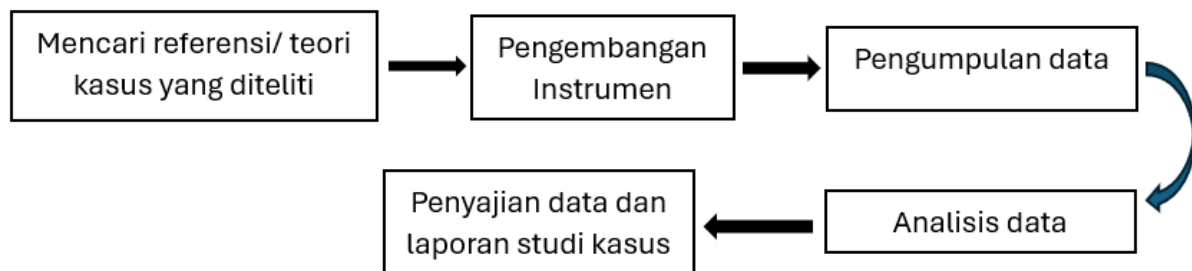 Mencari referensi/ teori
kasus yang diteliti
Pengembangan
Instrumen
Pengumpulan data
Analisis data
Penyajian data dan
laporan studi kasus